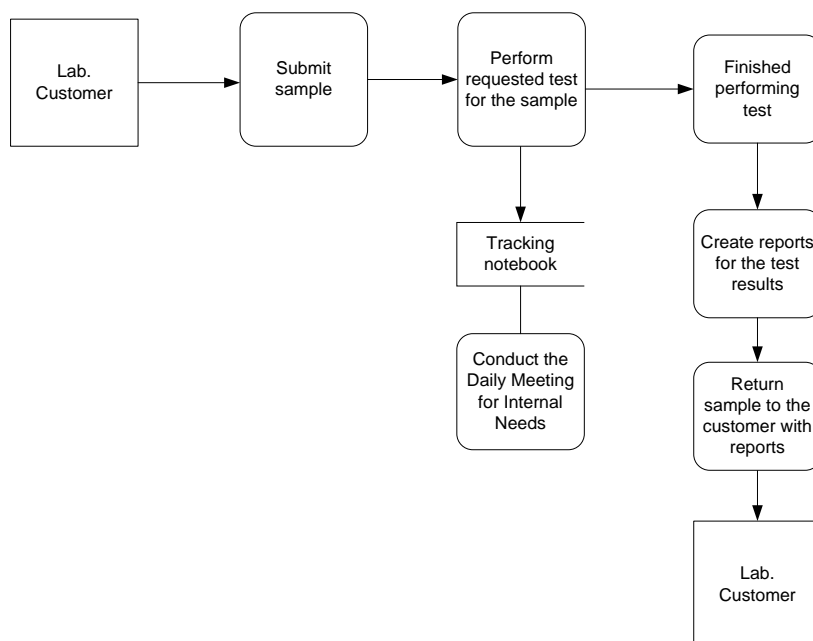 Lab.
Customer
Submit
sample
Perform
requested test
for the sample
Finished
performing
test
Tracking
notebook
Create reports
for the test
results
Conduct the
Daily Meeting
for Internal
Needs
Return
sample to the
customer with
reports
Lab.
Customer